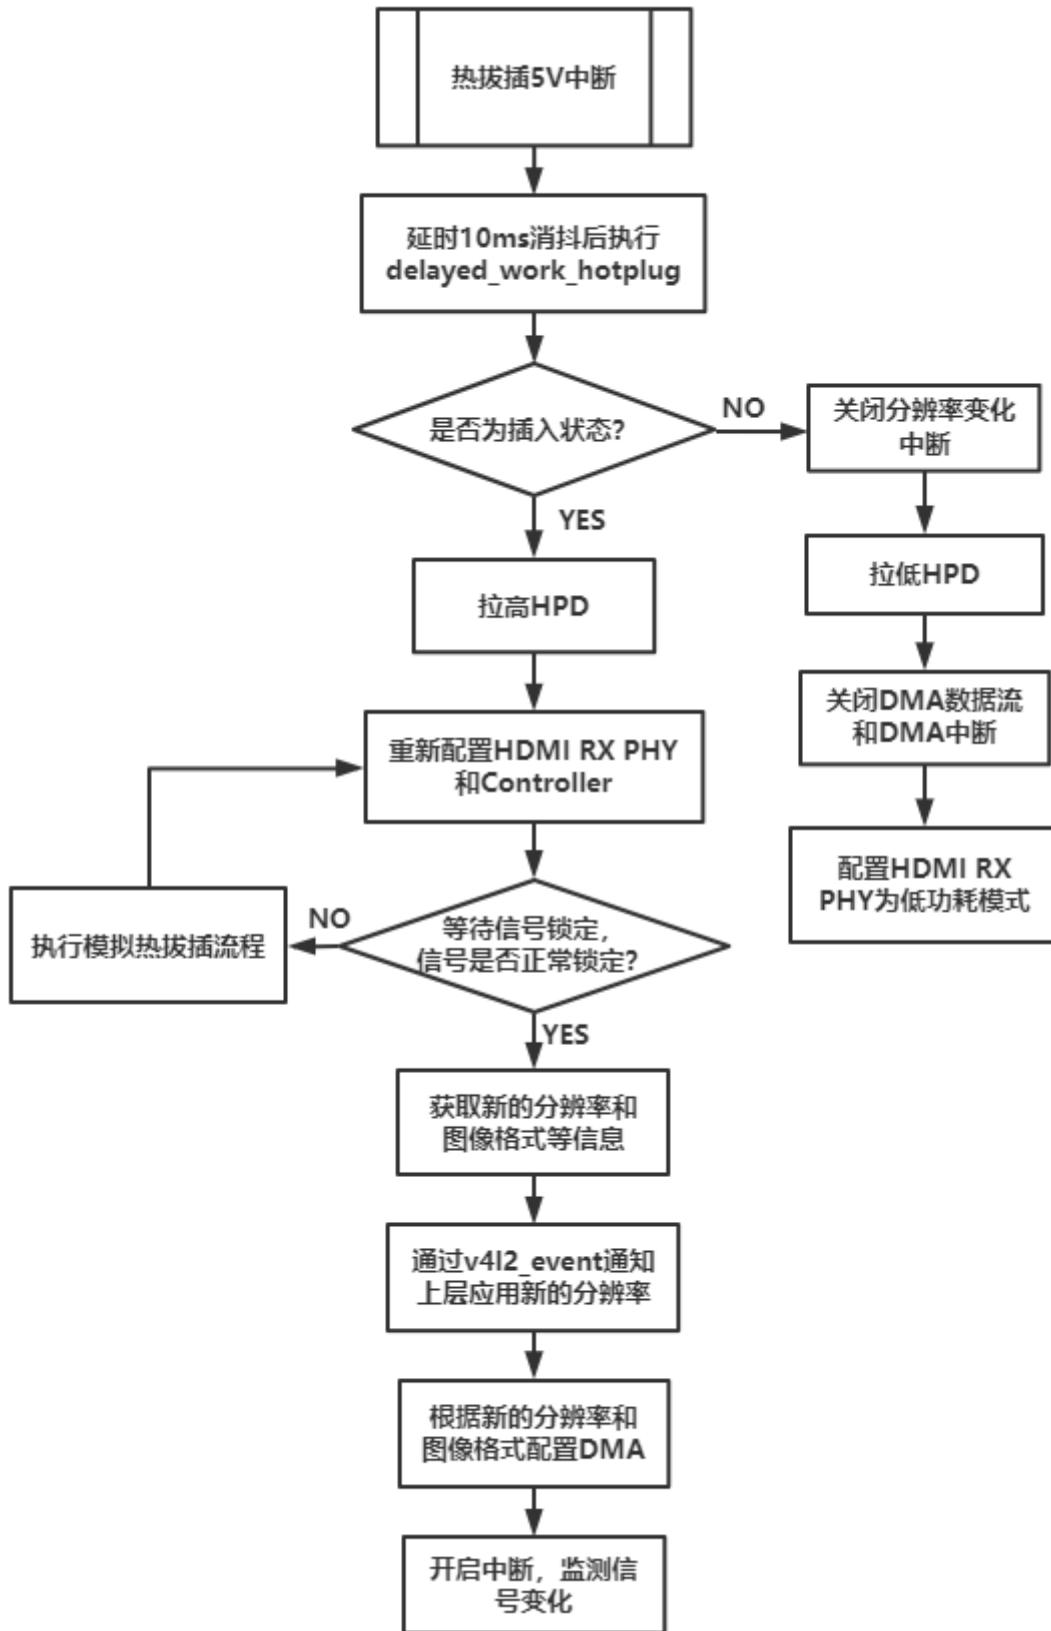 热拔插5V中断
延时10ms消抖后执行
delayed_work_hotplug
是否为插入状态?
NO
关闭分辨率变化
中断
YES
拉低HPD
拉高HPD
关闭DMA数据流
和DMA中断
重新配置HDMI RX PHY
和Controller
配置HDMI RX
PHY为低功耗模式
NO
执行模拟热拔插流程
等待信号锁定,
信号是否正常锁定?
YES
获取新的分辨率和
图像格式等信息
通过v4l2_event通知
上层应用新的分辨率
根据新的分辨率和
图像格式配置DMA
开启中断，监测信
号变化